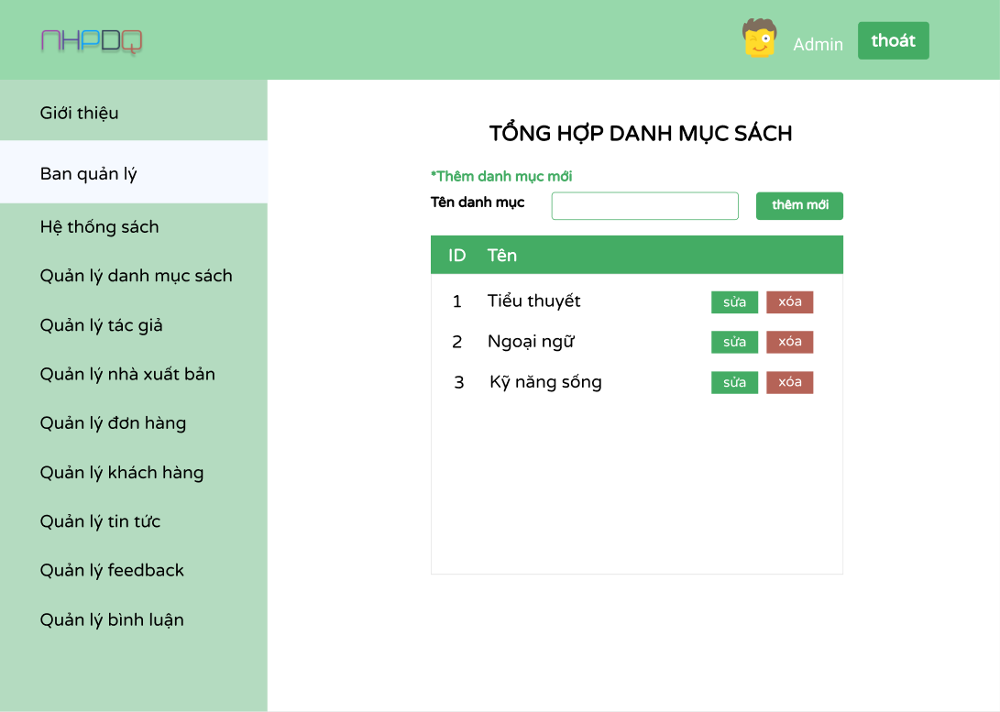 NHPDQ
Admin
thoát
Giới thiệu
Ban quản lý
Hệ thống sách
Quản lý danh mục sách
Quản lý tác giả
Quản lý nhà xuất bản
Quản lý đơn hàng
Quản lý khách hàng
Quản lý tin tức
Quản lý feedback
Quản lý bình luận
TỔNG HỢP DANH MỤC SÁCH
*Thêm danh mục mới
Tên danh mục
thêm mới
ID Tên
1 Tiểu thuyết sửa xóa
2 Ngoại ngữ sửa xóa
3 Kỹ năng sống sửa xóa